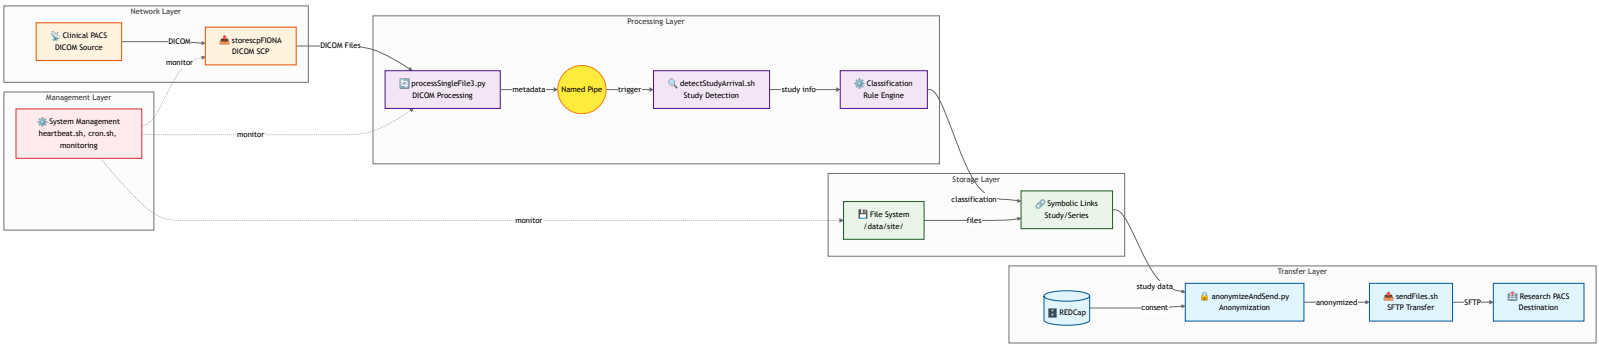 Network Layer
Clinical PACS
DICOM Source
DICOM
storescpFIONA
DICOM SCP
monitor
DICOM Files
Management Layer
System Management
heartbeat.sh, cron.sh,
monitoring
monitor
monitor
Processing Layer
processSingleFile3.py
DICOM Processing
metadata
Named Pipe
trigger
detectStudyArrival.sh
Study Detection
study info
Classification
Rule Engine
Storage Layer
classification
File System
/data/site/
files
Symbolic Links
Study/Series
Transfer Layer
study data
REDCap
consent
anonymizeAndSend.py
Anonymization
anonymized
sendFiles.sh
SFTP Transfer
SFTP
Research PACS
Destination